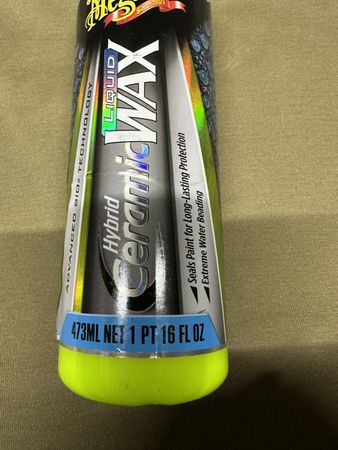 Meg
ADVANCED SIO₂ TECHNOLOGY
Hybrid
Ceramic
LIQUID
WAX
Seals Paint for Long-Lasting Protection
Extreme Water Beading
473ML NET 1 PT 16 FL OZ